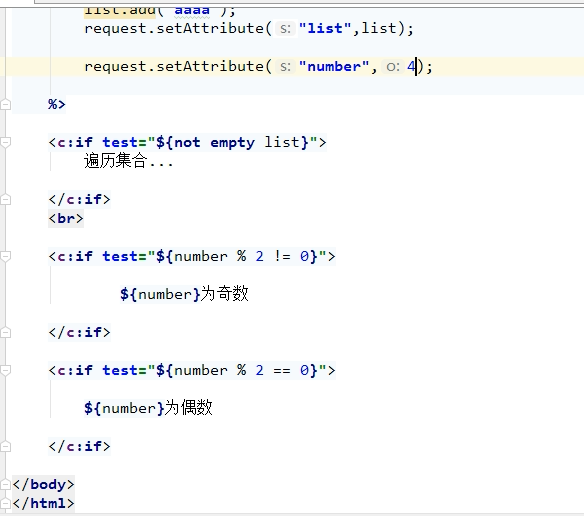 list.add("aaaa");
request.setAttribute( s: "list",list);
request.setAttribute( s: "number", o: 4);
%>
<c:if test="${not empty list}">
遍历集合...
</c:if>
<br>
<c:if test="${number % 2 != 0}">
${number}为奇数
</c:if>
<c:if test="${number % 2 == 0}">
${number}为偶数
</c:if>
</body>
</html>